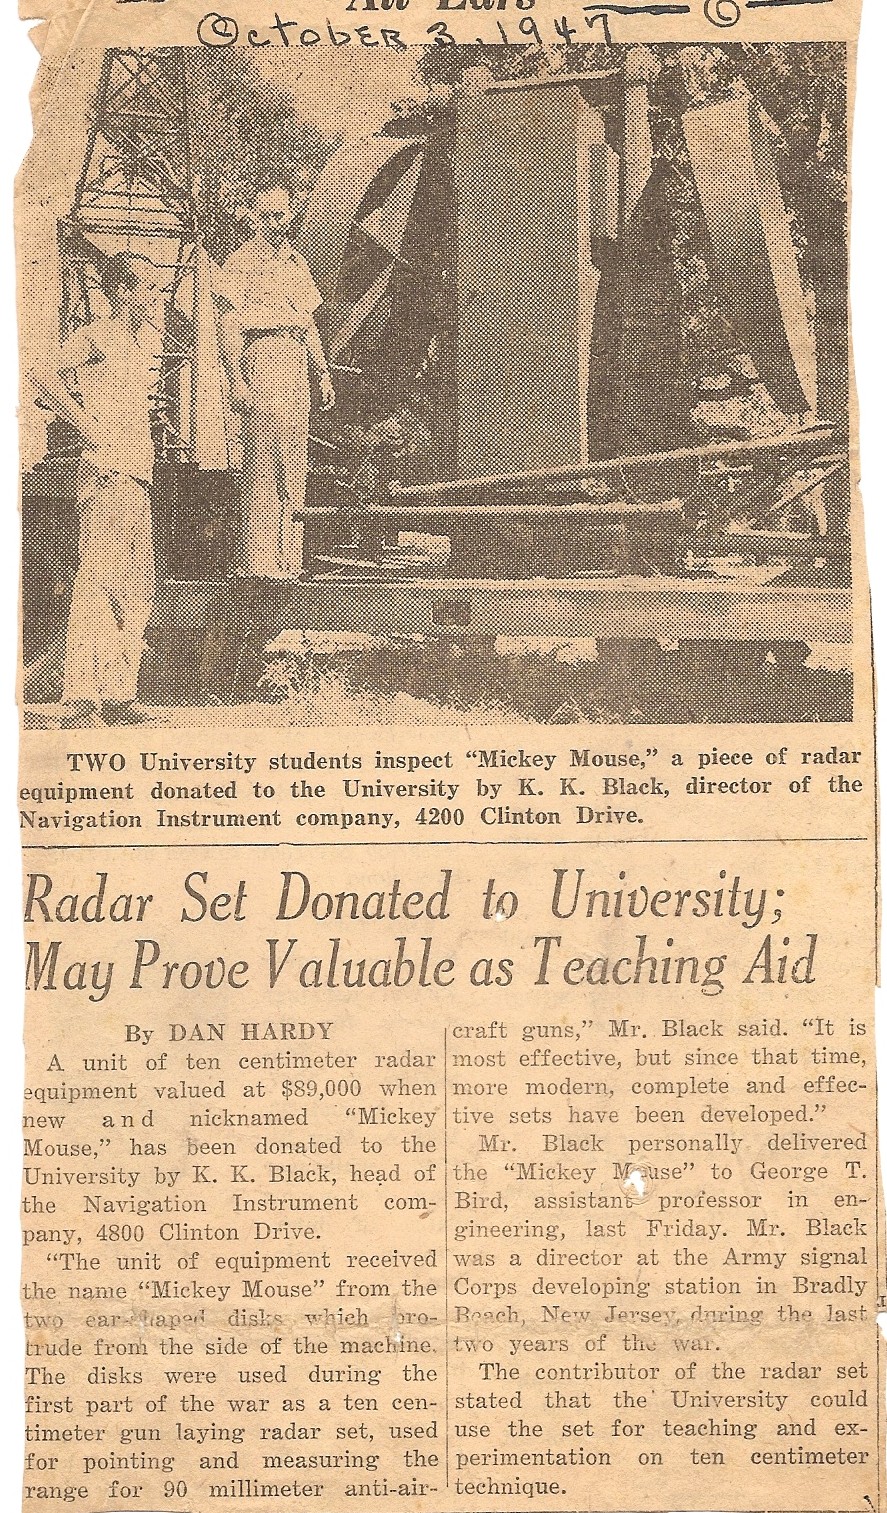 All Ears
October 3, 1947
TWO University students inspect “Mickey Mouse,” a piece of radar
equipment donated to the University by K. K. Black, director of the
Navigation Instrument company, 4200 Clinton Drive.
Radar Set Donated to University;
May Prove Valuable as Teaching Aid
By DAN HARDY
A unit of ten centimeter radar
equipment valued at $89,000 when
new and nicknamed “Mickey
Mouse,” has been donated to the
University by K. K. Black, head of
the Navigation Instrument com-
pany, 4800 Clinton Drive.
“The unit of equipment received
the name “Mickey Mouse” from the
two ear-shaped disks which pro-
trude from the side of the machine.
The disks were used during the
first part of the war as a ten cen-
timeter gun laying radar set, used
for pointing and measuring the
range for 90 millimeter anti-air-
craft guns,” Mr. Black said. “It is
most effective, but since that time,
more modern, complete and effec-
tive sets have been developed.”
Mr. Black personally delivered
the “Mickey Mouse” to George T.
Bird, assistant professor in en-
gineering, last Friday. Mr. Black
was a director at the Army signal
Corps developing station in Bradly
Beach, New Jersey, during the last
two years of the war.
The contributor of the radar set
stated that the University could
use the set for teaching and ex-
perimentation on ten centimeter
technique.